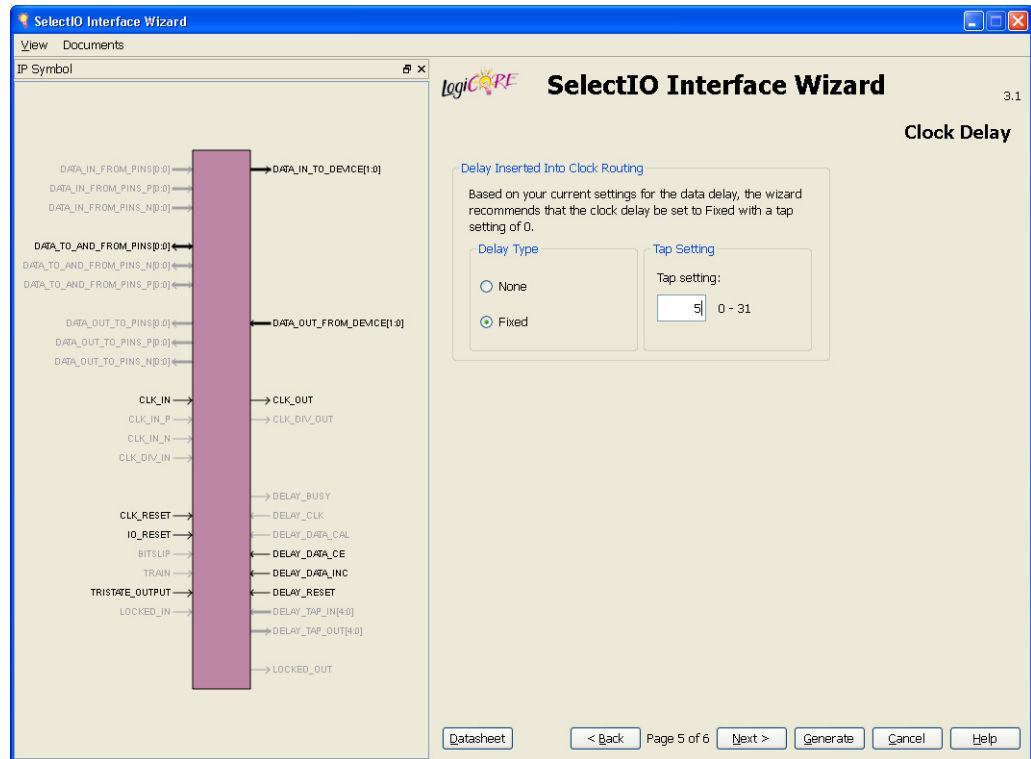 SelectIO Interface Wizard
View Documents
IP Symbol
DATA_IN_FROM_PINS[0:0]
DATA_IN_FROM_PINS_P[0:0]
DATA_IN_FROM_PINS_N[0:0]
DATA_TO_AND_FROM_PINS[0:0]
DATA_TO_AND_FROM_PINS_N[0:0]
DATA_TO_AND_FROM_PINS_P[0:0]
DATA_OUT_TO_PINS[0:0]
DATA_OUT_TO_PINS_P[0:0]
DATA_OUT_TO_PINS_N[0:0]
CLK_IN
CLK_IN_P
CLK_IN_N
CLK_DIV_IN
CLK_RESET
IO_RESET
BITSLIP
TRAIN
TRISTATE_OUTPUT
LOCKED_IN
DATA_IN_TO_DEVICE[1:0]
DATA_OUT_FROM_DEVICE[1:0]
CLK_OUT
CLK_DIV_OUT
DELAY_BUSY
DELAY_CLK
DELAY_DATA_CAL
DELAY_DATA_CE
DELAY_DATA_INC
DELAY_RESET
DELAY_TAP_IN[4:0]
DELAY_TAP_OUT[4:0]
LOCKED_OUT
LogiCORE
SelectIO Interface Wizard
3.1
Clock Delay
Delay Inserted Into Clock Routing
Based on your current settings for the data delay, the wizard
recommends that the clock delay be set to Fixed with a tap
setting of 0.
Delay Type
None
Fixed
Tap Setting
Tap setting:
5 0 - 31
Datasheet < Back Page 5 of 6 Next > Generate Cancel Help